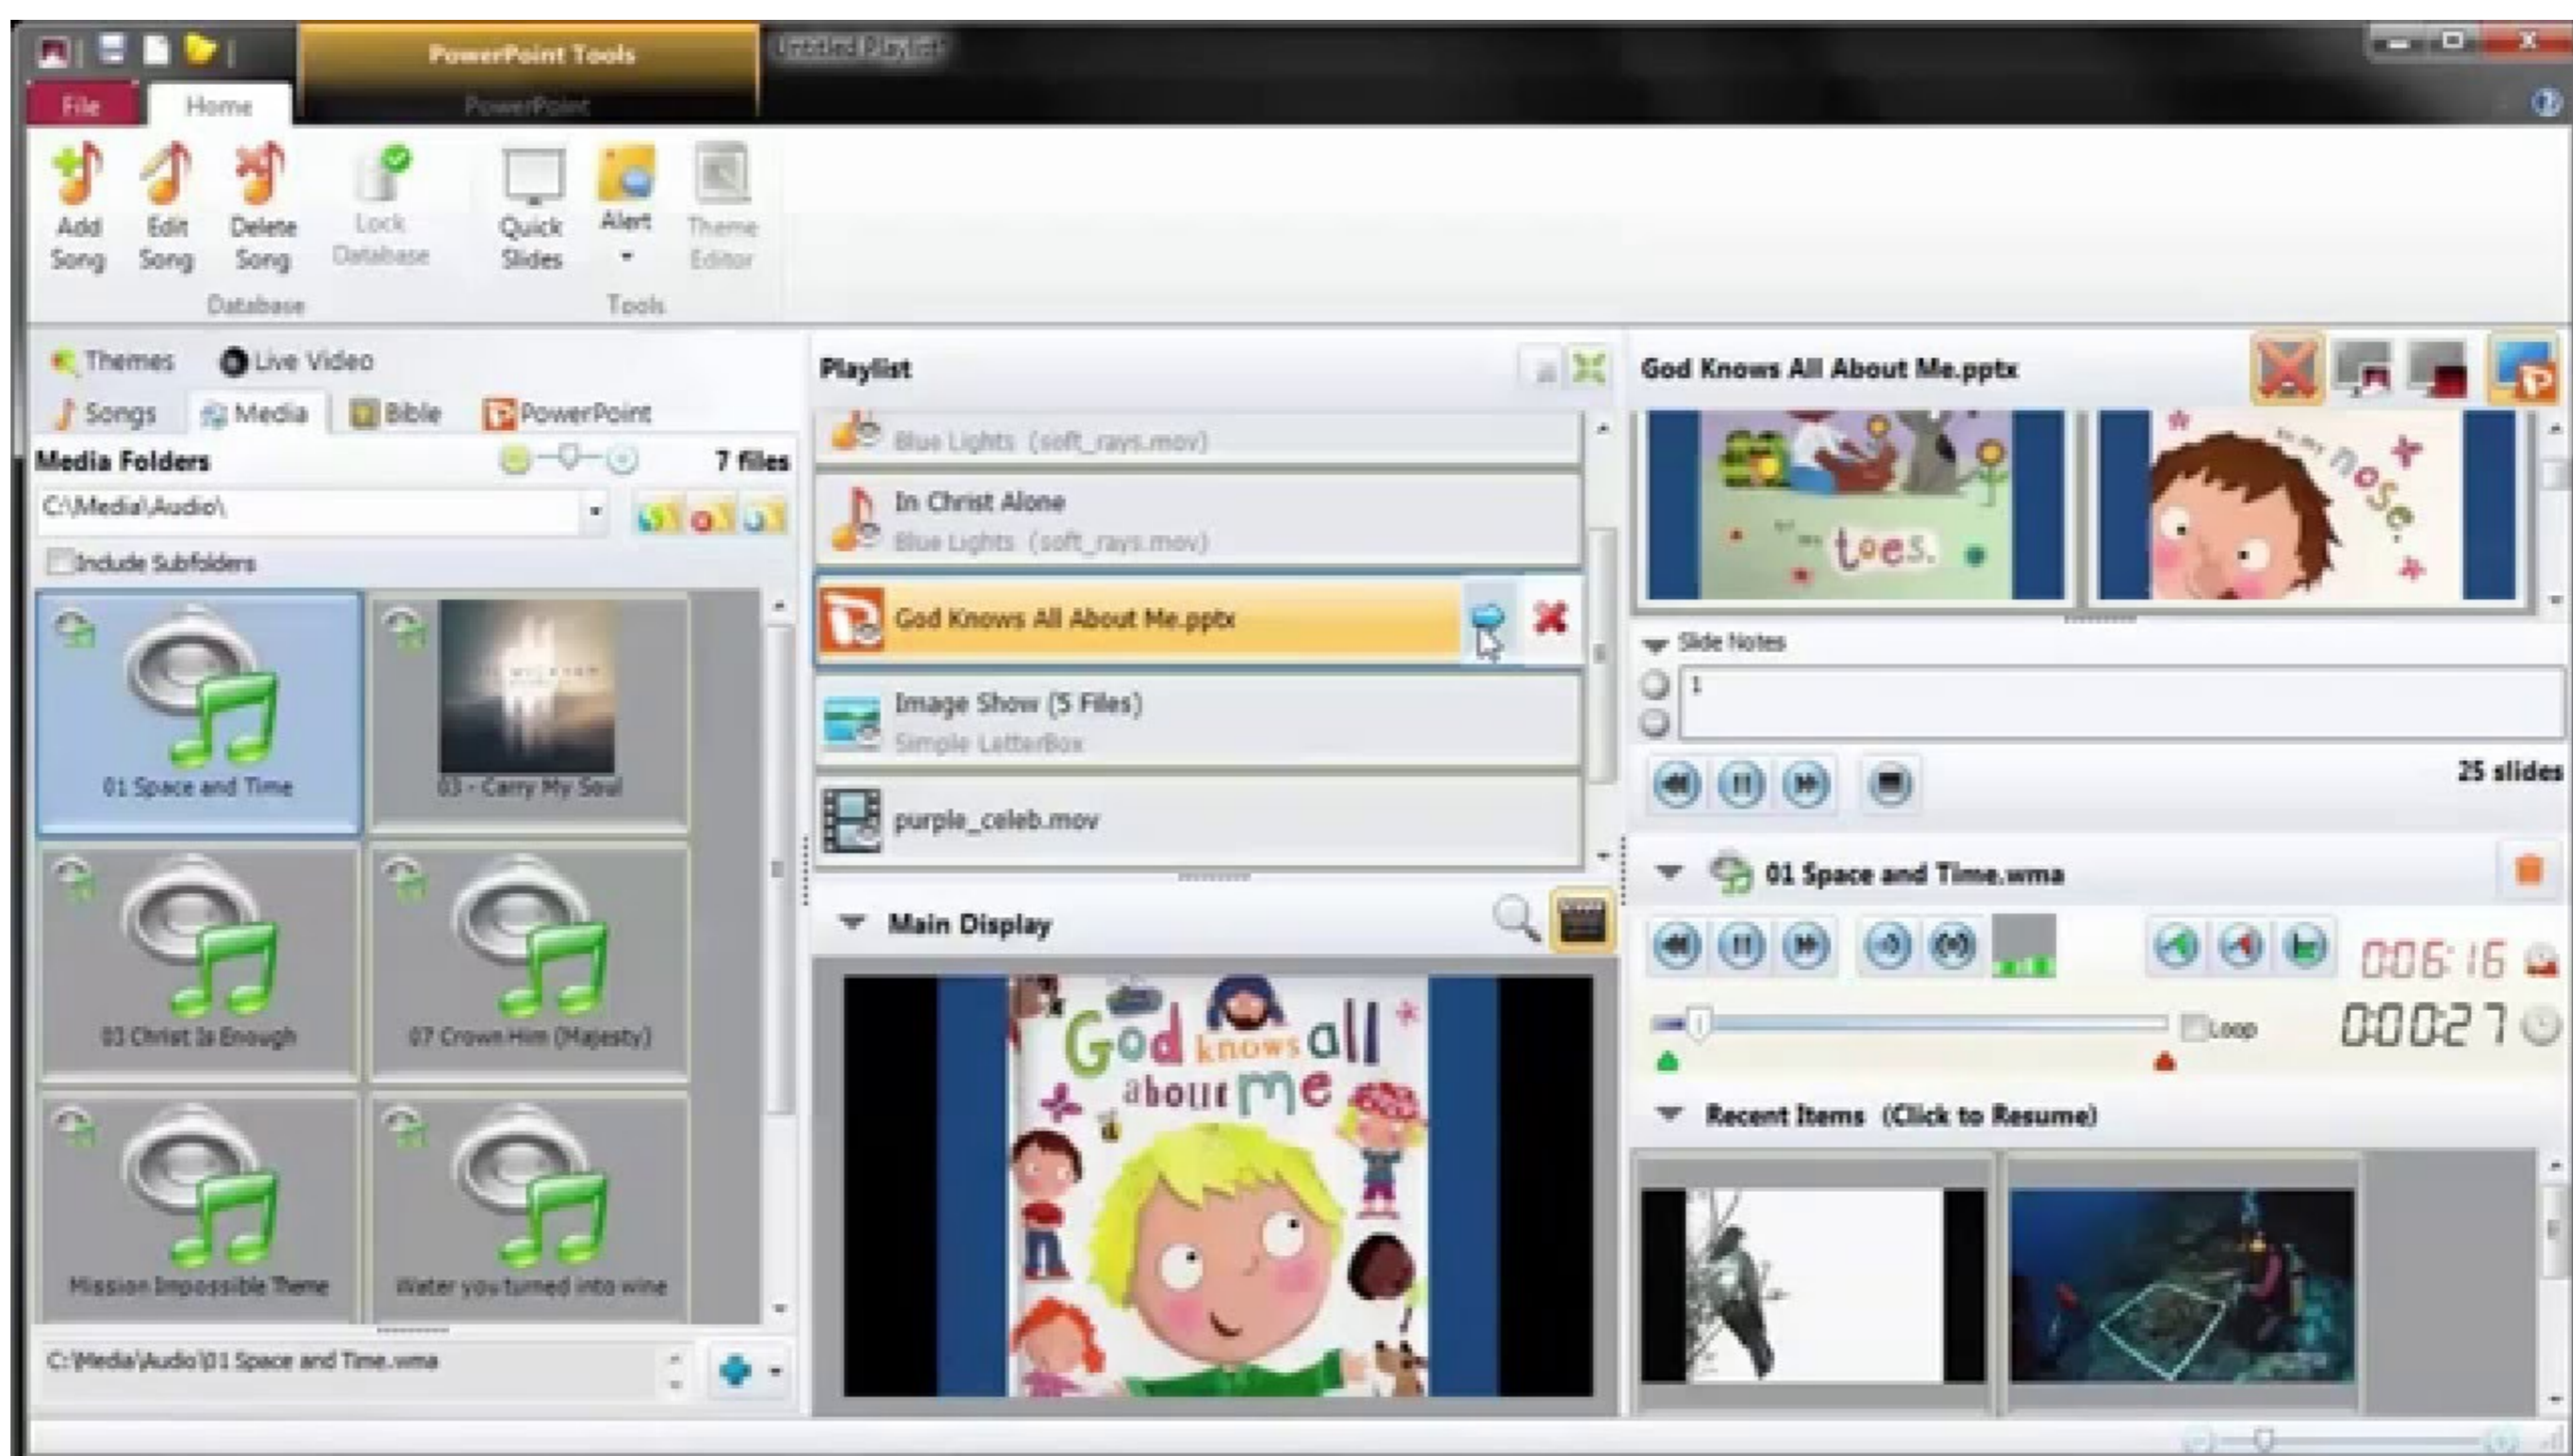 PowerPoint Tools
Untitled Playlist
File
Home
PowerPoint
Add Song
Edit Song
Delete Song
Lock Database
Quick Slides
Alert
Theme Editor
Database
Tools
Themes
Live Video
Songs
Media
Bible
PowerPoint
Media Folders
7 files
C:\Media\Audio\
Include Subfolders
01 Space and Time
03 - Carry My Soul
03 Christ Is Enough
07 Crown Him (Majesty)
Mission Impossible Theme
Water you turned into wine
C:\Media\Audio\01 Space and Time.wma
Playlist
Blue Lights (soft_rays.mov)
In Christ Alone
Blue Lights (soft_rays.mov)
God Knows All About Me.pptx
Image Show (5 Files)
Simple LetterBox
purple_celeb.mov
Main Display
God knows all
about me
God Knows All About Me.pptx
toes.
to my nose.
Slide Notes
1
25 slides
01 Space and Time.wma
0:06:16
Loop
0:00:27
Recent Items (Click to Resume)